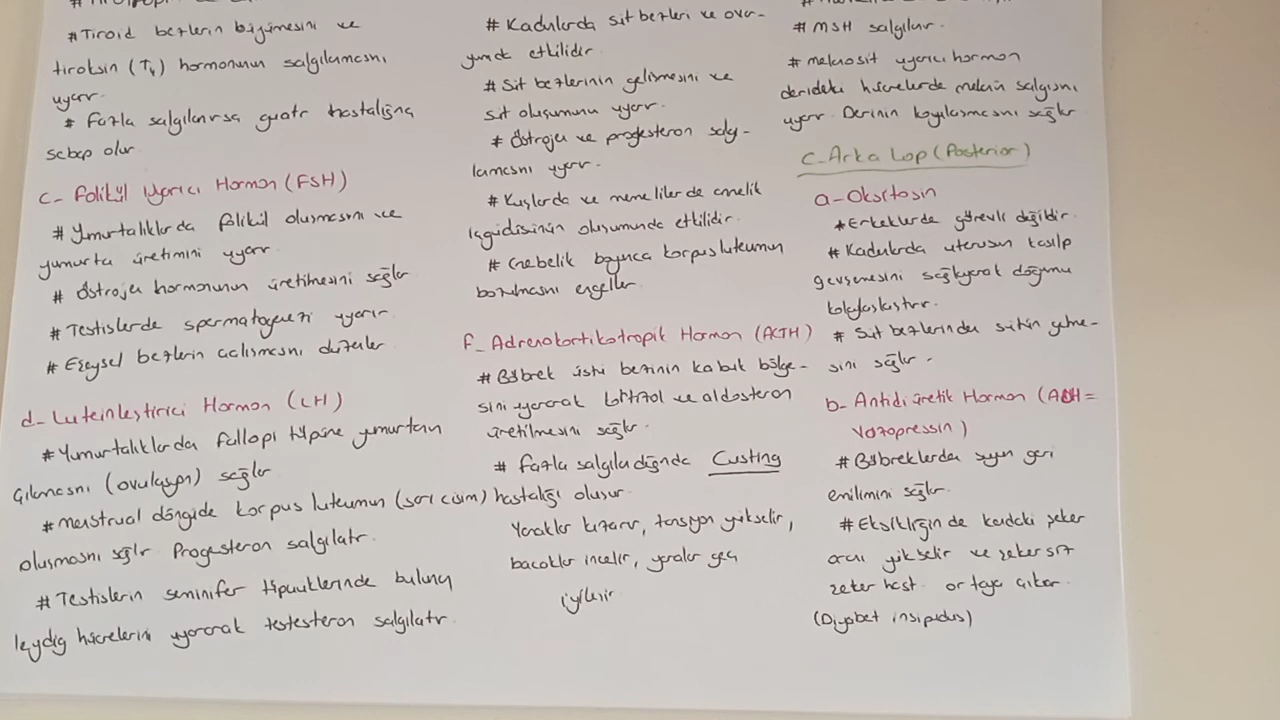 # Tiroid bezlerin büyümesini ve
tiroksin (T4) hormonunun salgılamasını
uyarır
# Fazla salgılanırsa guatr hastalığına
sebep olur
c- Folikül Uyarıcı Hormon (FSH)
# Yumurtalıklarda folikül oluşmasını ve
yumurta üretimini uyarır
# Östrojen hormonunun üretilmesini sağlar
# Testislerde spermatogenezi uyarır
# Eşeysel bezlerin çalışmasını düzenler
d- Luteinleştirici Hormon (LH)
# Yumurtalıklarda fallopi tüpüne yumurtanın
çıkmasını (ovulasyon) sağlar
# Menstrual döngüde korpus luteumun (sarı cisim)
oluşmasını sağlr Progesteron salgılatır.
# Testislerin seminifer tüpçüklerinde bulunan
leydig hücrelerini uyararak testesteron salgılatır.
# Kadınlarda süt bezleri ve ovar-
yumda etkilidir
# Süt bezlerinin gelişmesini ve
süt oluşumunu uyarır.
# Östrojen ve progesteron salgı-
lamasını uyarır.
# Kuşlarda ve memelilerde annelik
içgüdüsünün oluşumunda etkilidir.
# Gebelik boyunca korpus luteumun
bozulmasını engeller.
f- Adrenokortikotropik Hormon (ACTH)
# Böbrek üstü bezinin kabuk bölge-
sini uyararak kortizol ve aldosteron
üretilmesini sağlar
# Fazla salgılandığında Custing
hastalığı oluşur
Yanaklar kızarır, tansiyon yükselir,
bacaklar incelir, yaralar geç
iyileşir
# MSH salgılar.
# melanosit uyarıcı hormon
derideki hücrelerde melanin salgısını
uyarır. Derinin koyulaşmasını sağlar
C- Arka Lop (Posterior)
a- Oksitosin
# Erkeklerde görevli değildir.
# Kadınlarda uterusun kasılıp
gevşemesini sağlayarak doğumu
kolaylaştırır.
# Süt bezlerinden sütün gelme-
sini sağlar.
b- Antidiüretik Hormon (ADH =
Vazopressin)
# Böbreklerde suyun geri
emilimini sağlar.
# Eksikliğinde kandaki şeker
oranı yükselir ve şekersiz
şeker hast. ortaya çıkar.
(Diyabet insipidus)